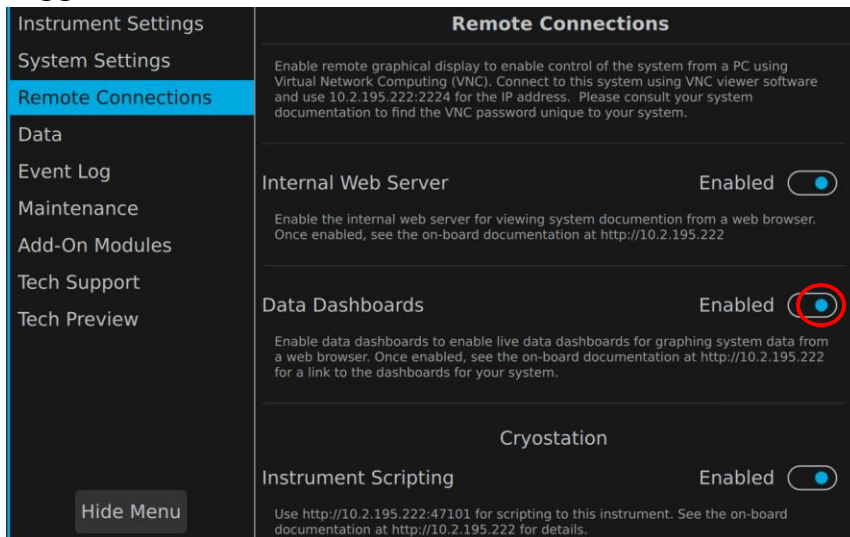 Instrument Settings
System Settings
Remote Connections
Data
Event Log
Maintenance
Add-On Modules
Tech Support
Tech Preview
Hide Menu
Remote Connections
Enable remote graphical display to enable control of the system from a PC using
Virtual Network Computing (VNC). Connect to this system using VNC viewer software
and use 10.2.195.222:2224 for the IP address. Please consult your system
documentation to find the VNC password unique to your system.
Internal Web Server Enabled
Enable the internal web server for viewing system documention from a web browser.
Once enabled, see the on-board documentation at http://10.2.195.222
Data Dashboards Enabled
Enable data dashboards to enable live data dashboards for graphing system data from
a web browser. Once enabled, see the on-board documentation at http://10.2.195.222
for a link to the dashboards for your system.
Cryostation
Instrument Scripting Enabled
Use http://10.2.195.222:47101 for scripting to this instrument. See the on-board
documentation at http://10.2.195.222 for details.